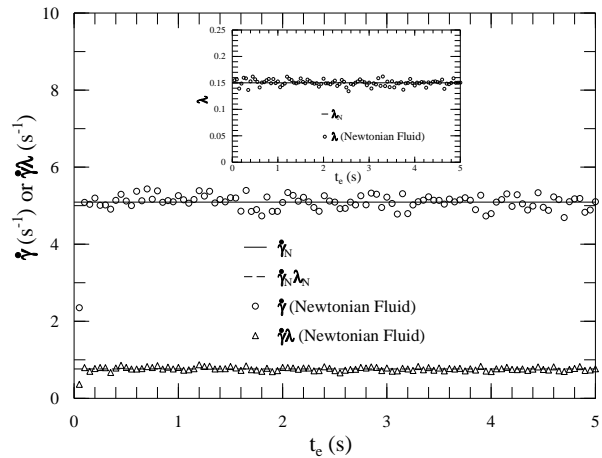 10
8
6
4
2
0
0
1
2
3
4
5
t_e (s)
γ̇ (s⁻¹) or γ̇λ (s⁻¹)
0.25
0.2
0.15
0.1
0.05
0
0
1
2
3
4
5
t_e (s)
λ
λ_N
λ (Newtonian Fluid)
γ̇_N
γ̇_N λ_N
γ̇ (Newtonian Fluid)
γ̇λ (Newtonian Fluid)